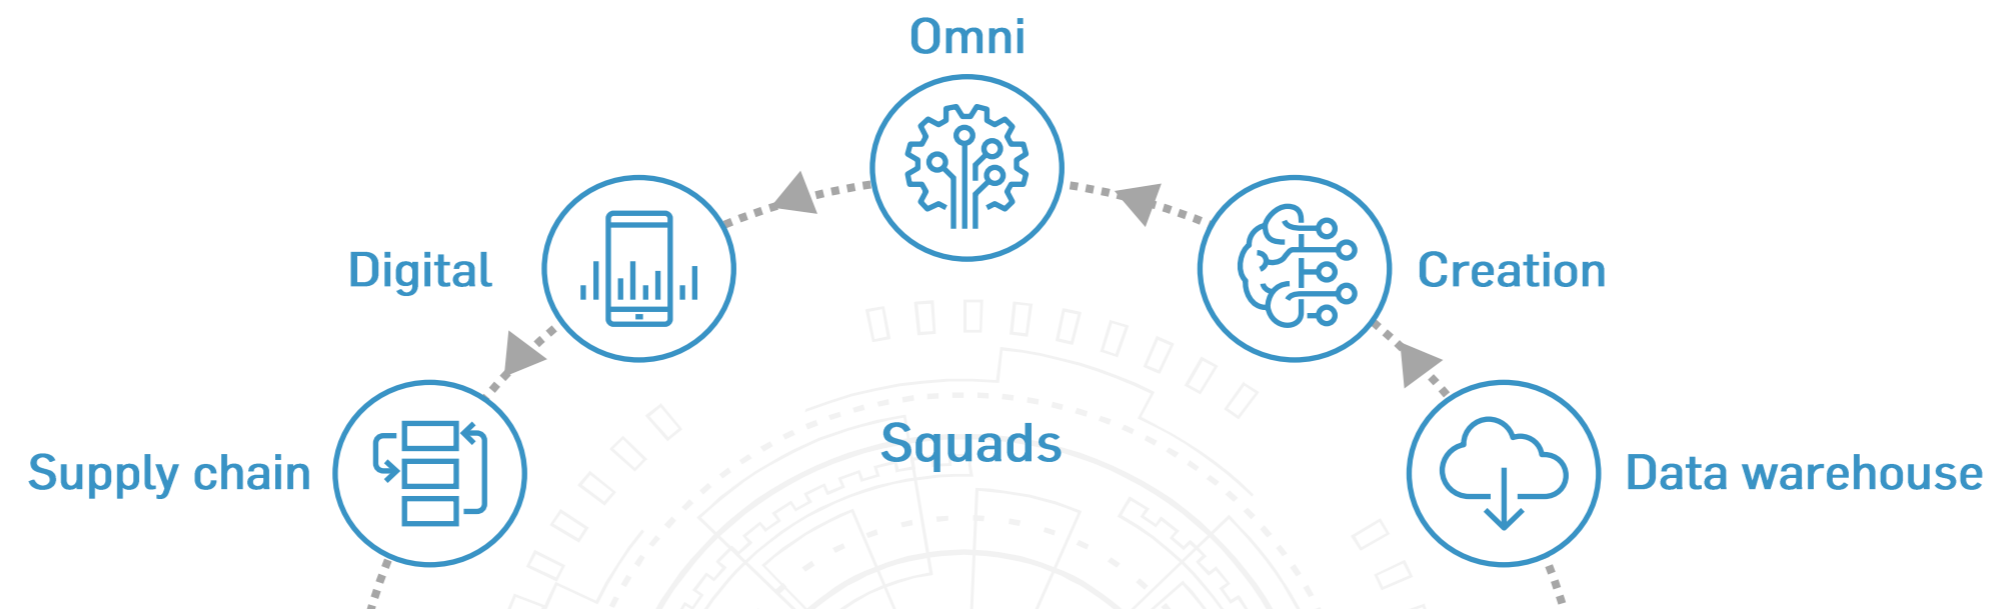 Omni
Digital
Creation
Squads
Supply chain
Data warehouse